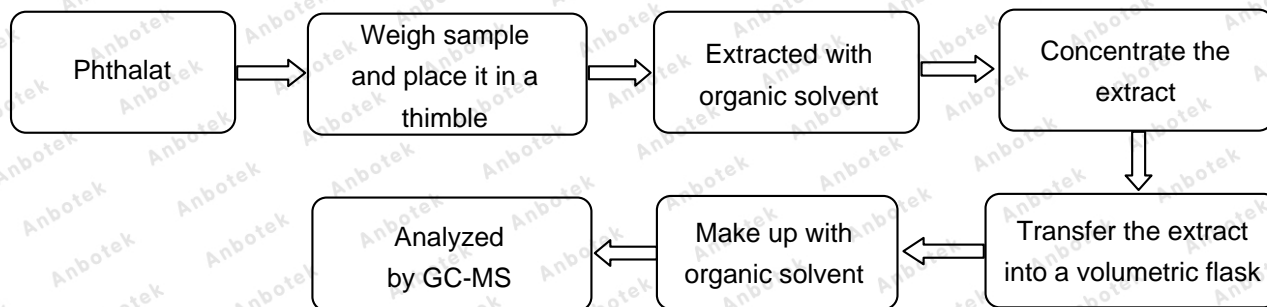 Phthalat
Weigh sample
and place it in a
thimble
Extracted with
organic solvent
Concentrate the
extract
Transfer the extract
into a volumetric flask
Make up with
organic solvent
Analyzed
by GC-MS
Anbotek